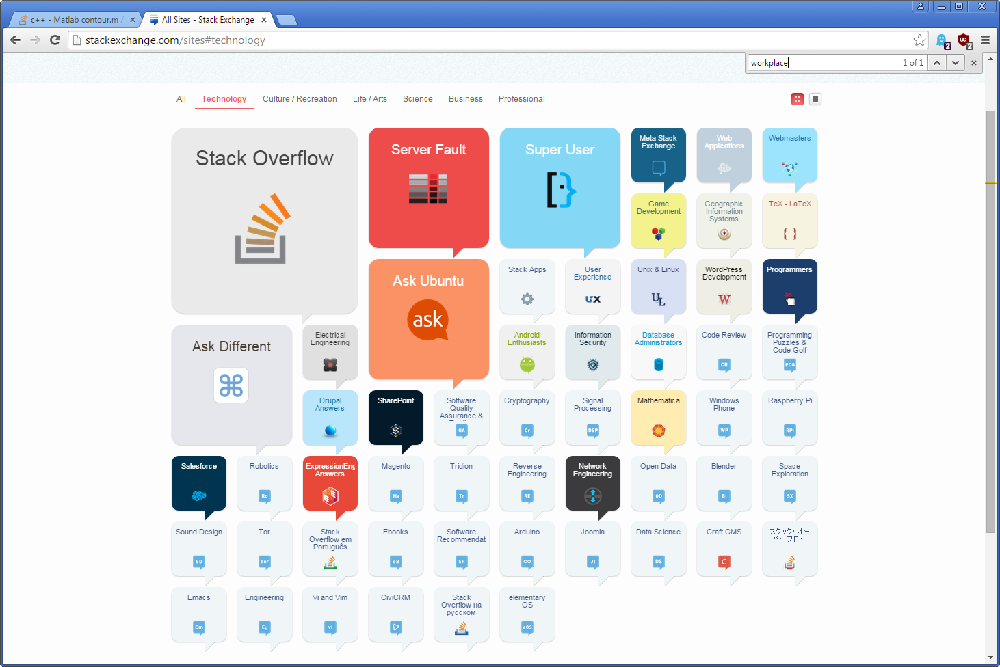 c++ - Matlab contour.m /
All Sites - Stack Exchange
stackexchange.com/sites#technology
2
2
workplace
1 of 1
All
Technology
Culture / Recreation
Life / Arts
Science
Business
Professional
Stack Overflow
Server Fault
Super User
Meta Stack
Exchange
Web
Applications
Webmasters
Game
Development
Geographic
Information
Systems
TeX - LaTeX
{ }
Ask Ubuntu
ask
Stack Apps
User
Experience
UX
Unix & Linux
UL
WordPress
Development
W
Programmers
Ask Different
Electrical
Engineering
Android
Enthusiasts
Information
Security
Database
Administrators
Code Review
CR
Programming
Puzzles &
Code Golf
PCG
Drupal
Answers
SharePoint
S
Software
Quality
Assurance &
QA
Cryptography
Cr
Signal
Processing
DSP
Mathematica
Windows
Phone
WP
Raspberry Pi
RPi
Salesforce
Robotics
Ro
ExpressionEng
Answers
Magento
Ma
Tridion
Tr
Reverse
Engineering
RE
Network
Engineering
Open Data
OD
Blender
Bl
Space
Exploration
SX
Sound Design
SD
Tor
Tor
Stack
Overflow em
Português
Ebooks
eB
Software
Recommendati
SR
Arduino
Joomla
J!
Data Science
DS
Craft CMS
C
スタック・オー
バーフロー
Emacs
Em
Engineering
Eg
Vi and Vim
vi
CiviCRM
Stack
Overflow на
русском
elementary
OS
eOS